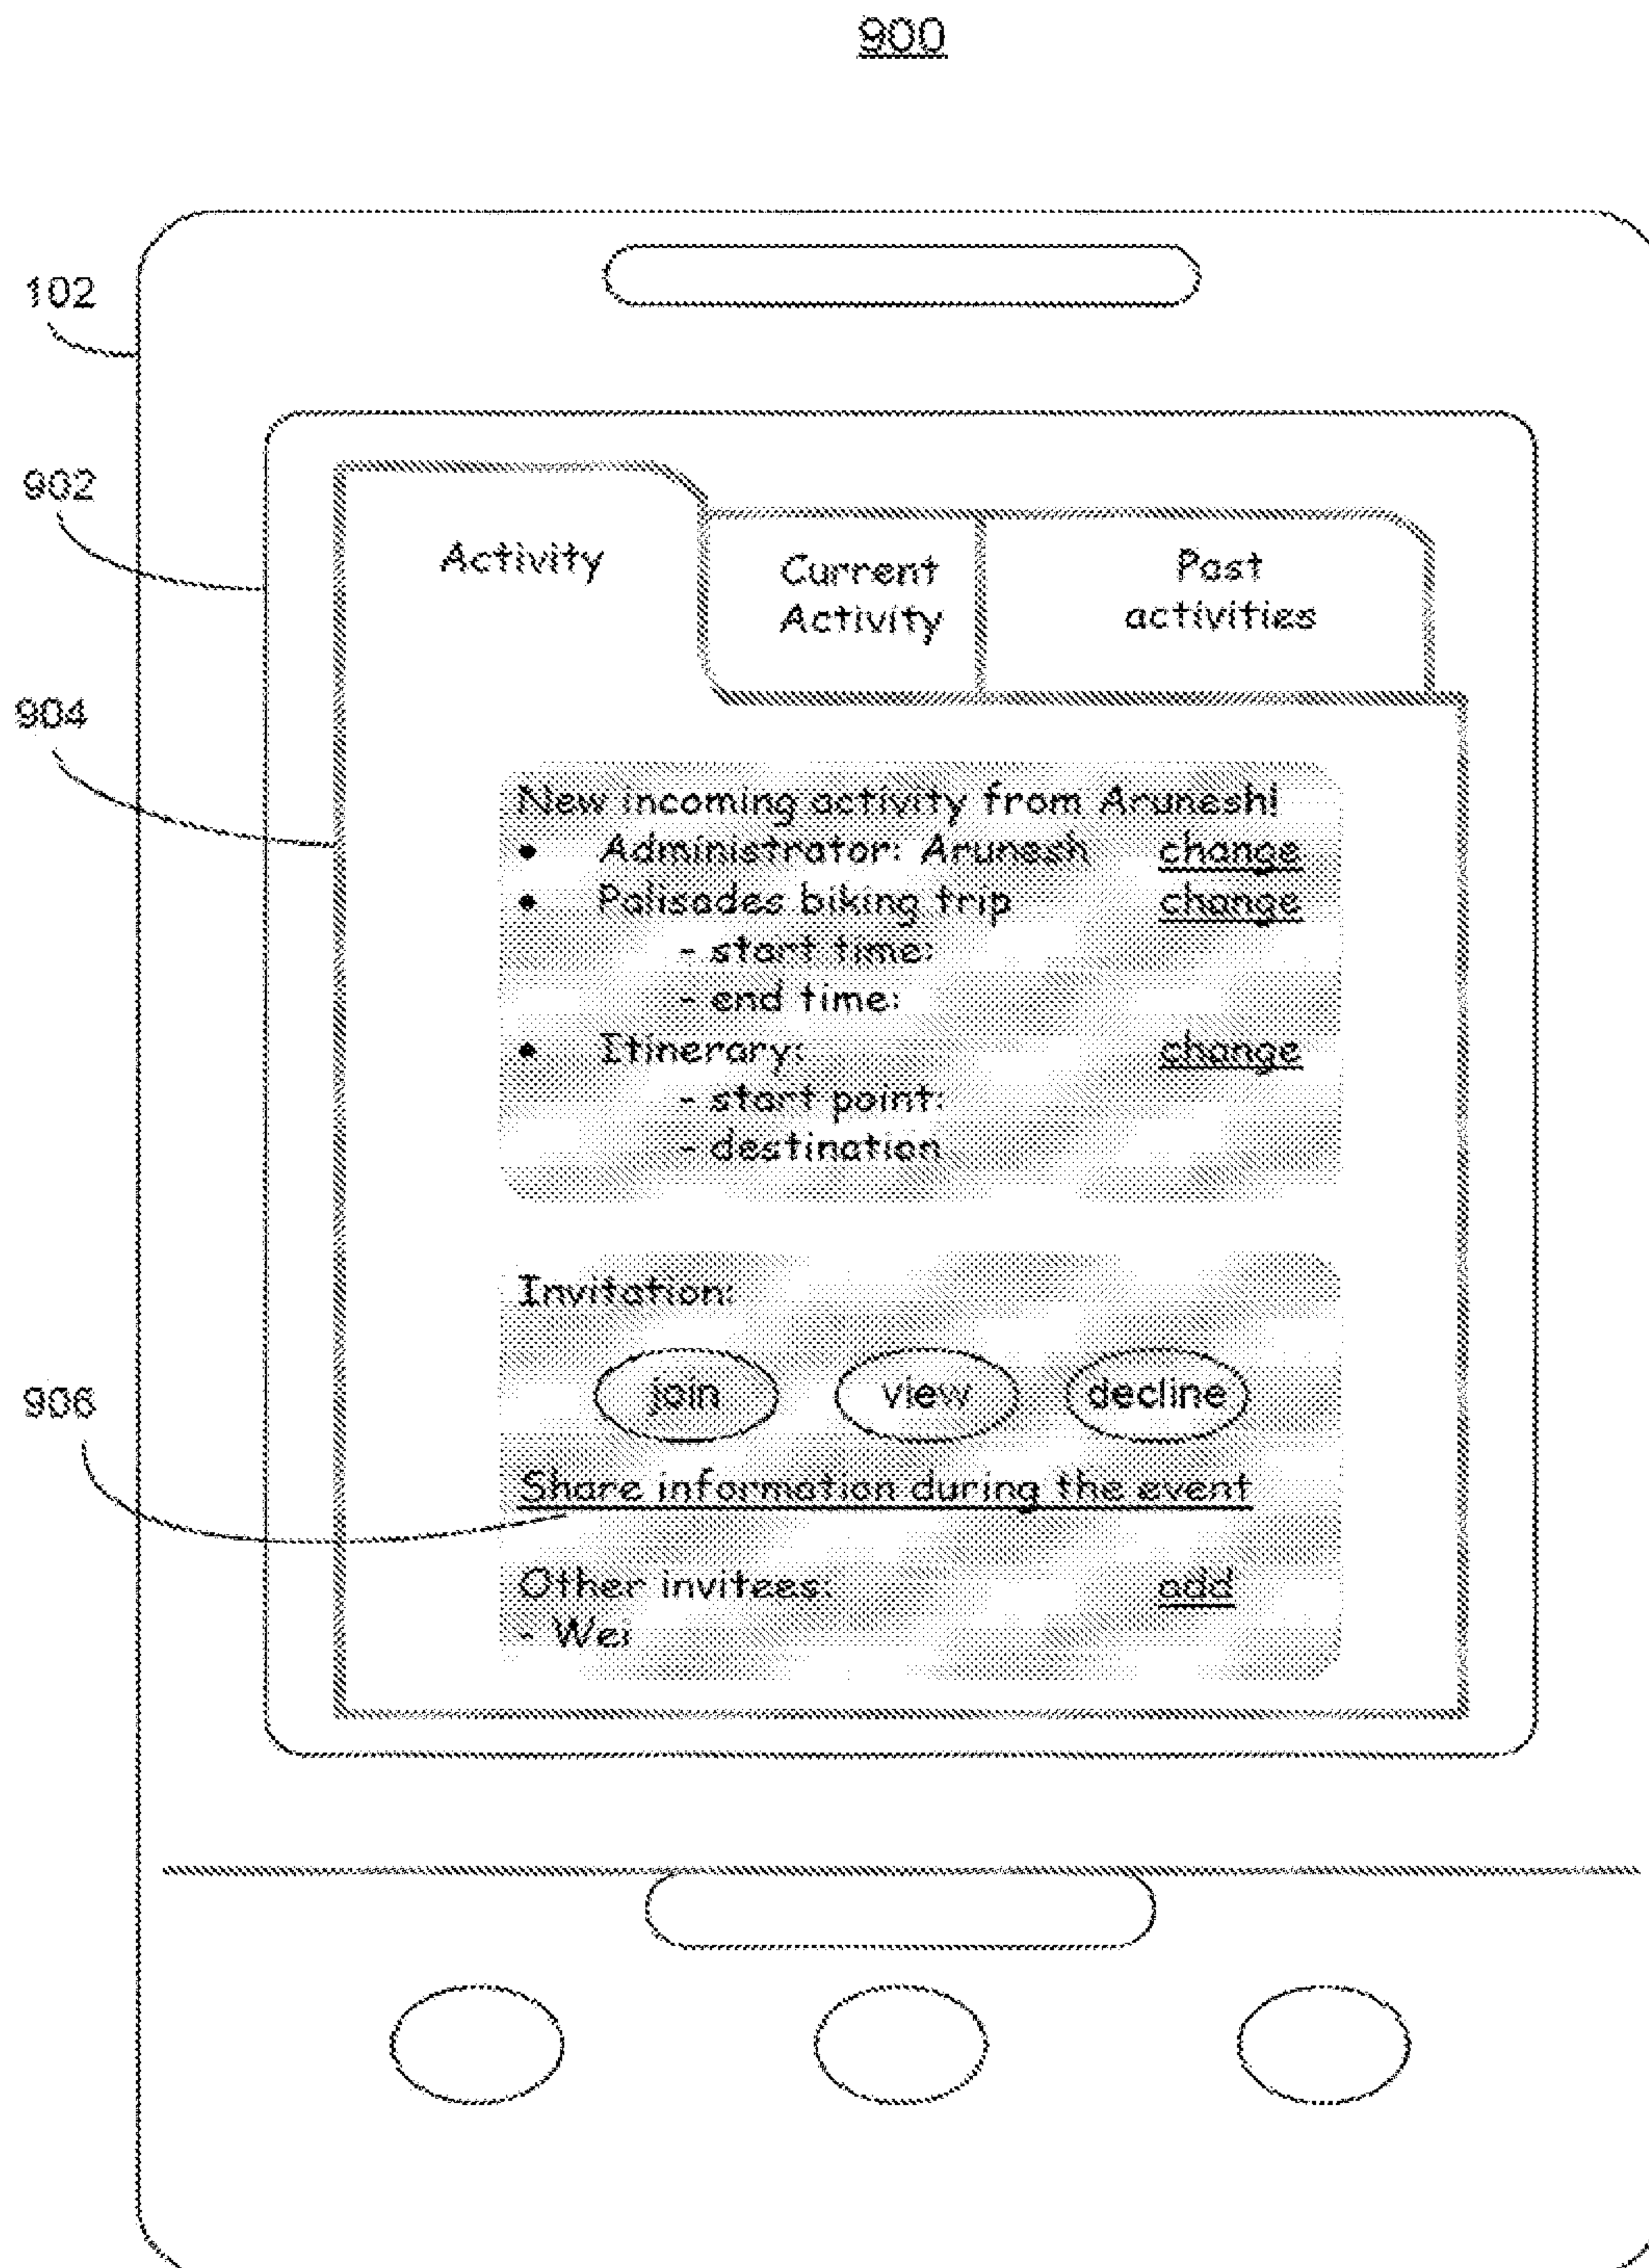 900
102
902
904
906
Activity
Current
Activity
Past
activities
New incoming activity from Arunesh!
• Administrator: Arunesh change
• Palisades biking trip change
- start time:
- end time:
• Itinerary: change
- start point:
- destination
Invitation:
join view decline
Share information during the event
Other invitees: add
- Wei